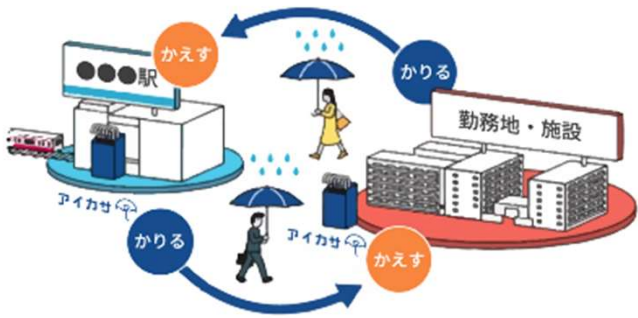 かえす
●●●駅
かりる
勤務地・施設
アイカサ
かりる
アイカサ
かえす